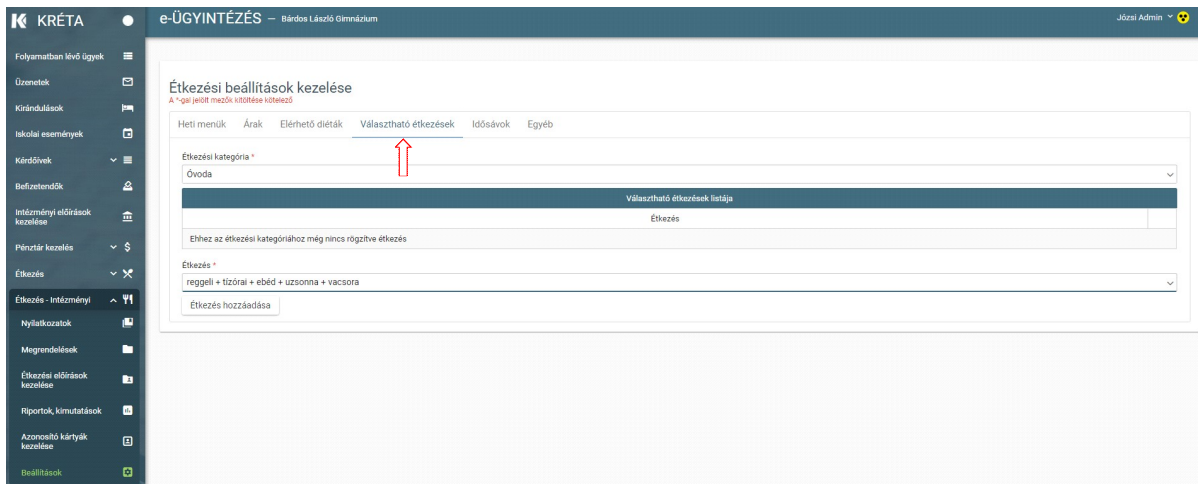 KRÉTA
e-ÜGYINTÉZÉS — Bárdos László Gimnázium
Józsi Admin
Folyamatban lévő ügyek
Üzenetek
Kirándulások
Iskolai események
Kérdőívek
Befizetendők
Intézményi előírások
kezelése
Pénztár kezelés
Étkezés
Étkezés - Intézményi
Nyilatkozatok
Megrendelések
Étkezési előírások
kezelése
Riportok, kimutatások
Azonosító kártyák
kezelése
Beállítások
Étkezési beállítások kezelése
A *-gal jelölt mezők kitöltése kötelező
Heti menük Árak Elérhető diéták Választható étkezések Idősávok Egyéb
Étkezési kategória *
Óvoda
Választható étkezések listája
Étkezés
Ehhez az étkezési kategóriához még nincs rögzítve étkezés
Étkezés *
reggeli + tízórai + ebéd + uzsonna + vacsora
Étkezés hozzáadása